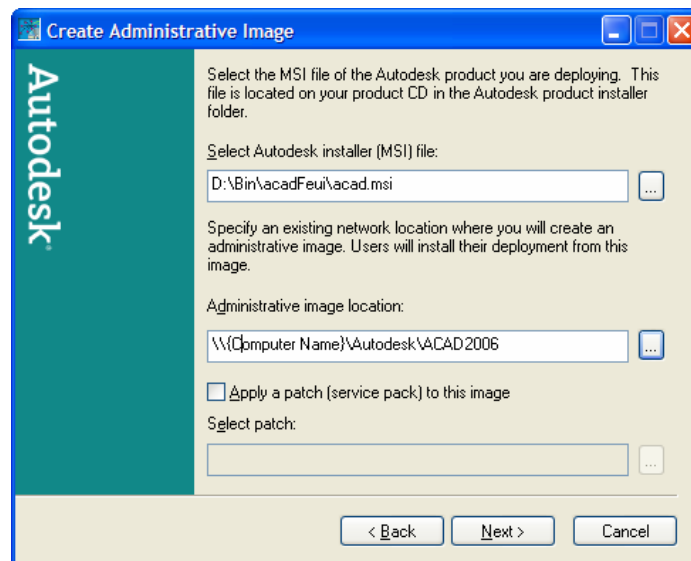 Create Administrative Image
Autodesk
Select the MSI file of the Autodesk product you are deploying. This
file is located on your product CD in the Autodesk product installer
folder.
Select Autodesk installer (MSI) file:
D:\Bin\acadFeui\acad.msi
...
Specify an existing network location where you will create an
administrative image. Users will install their deployment from this
image.
Administrative image location:
\\{Computer Name}\Autodesk\ACAD2006
...
Apply a patch (service pack) to this image
Select patch:
...
< Back Next > Cancel